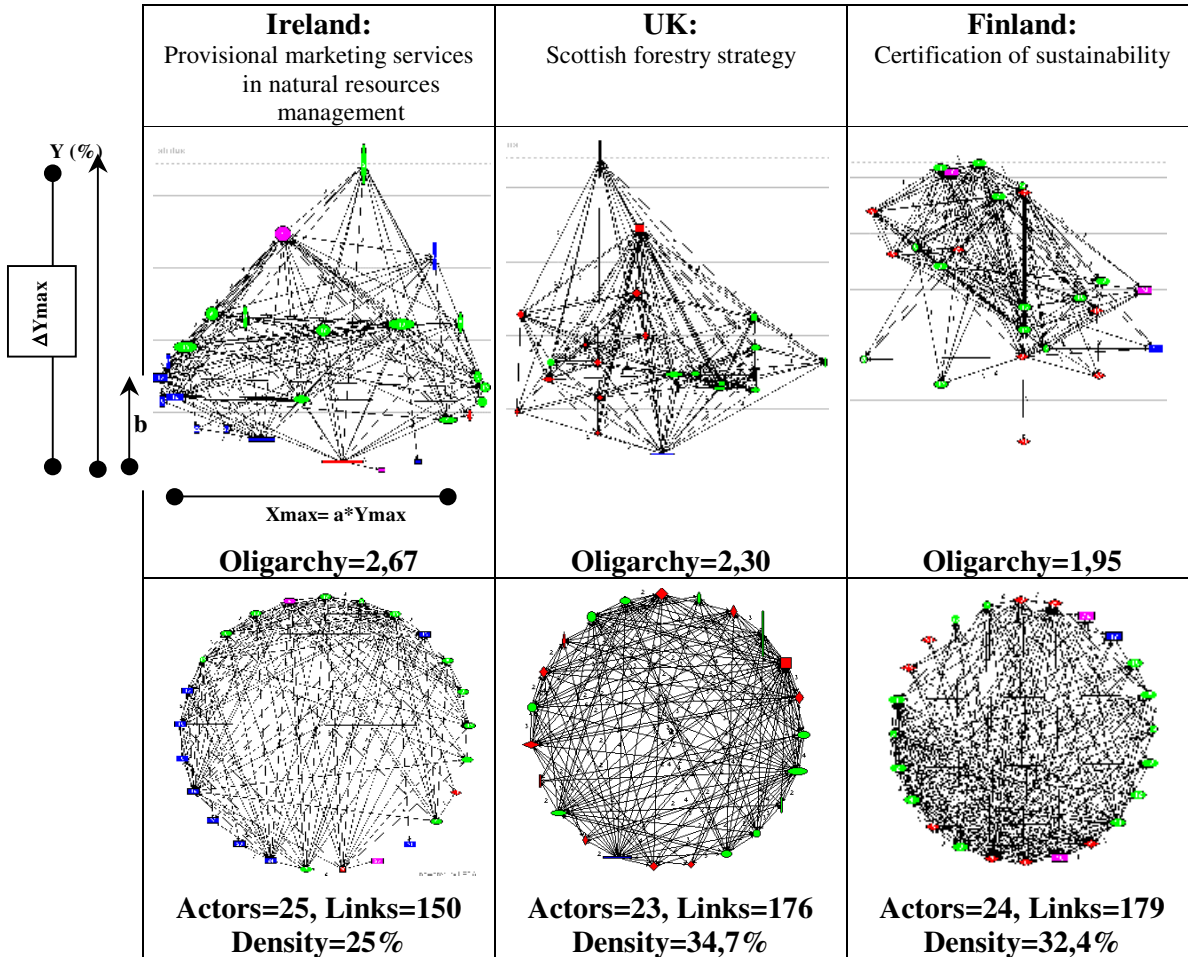 Ireland:
Provisional marketing services
in natural resources
management
UK:
Scottish forestry strategy
Finland:
Certification of sustainability
Y (%)
ΔYmax
b
Xmax= a*Ymax
Oligarchy=2,67
Oligarchy=2,30
Oligarchy=1,95
Actors=25, Links=150
Density=25%
Actors=23, Links=176
Density=34,7%
Actors=24, Links=179
Density=32,4%